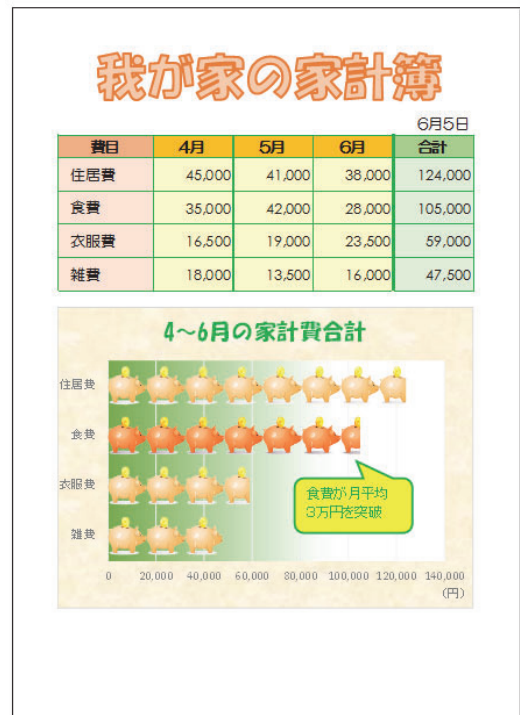 我が家の家計簿
6月5日
費目 4月 5月 6月 合計
住居費 45,000 41,000 38,000 124,000
食費 35,000 42,000 28,000 105,000
衣服費 16,500 19,000 23,500 59,000
雑費 18,000 13,500 16,000 47,500
4～6月の家計費合計
住居費
食費
衣服費
雑費
食費が月平均
3万円を突破
0 20,000 40,000 60,000 80,000 100,000 120,000 140,000
(円)